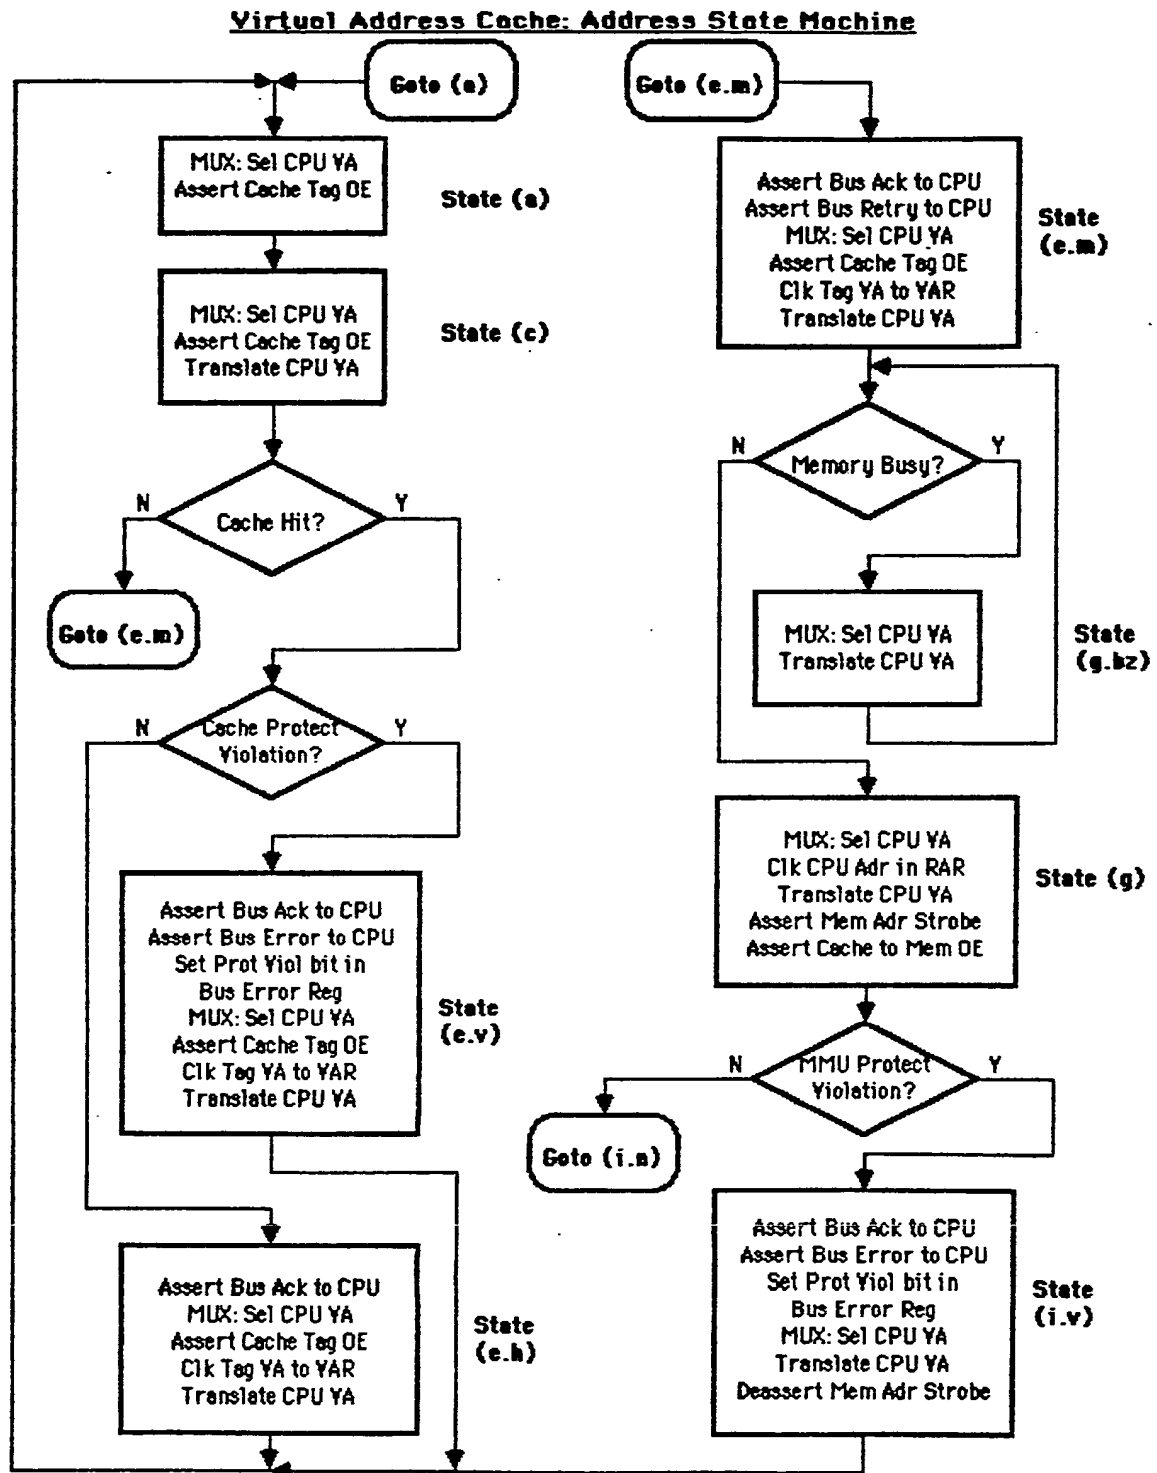 Virtual Address Cache: Address State Machine
Goto (a)
MUX: Sel CPU VA
Assert Cache Tag OE
State (a)
MUX: Sel CPU VA
Assert Cache Tag OE
Translate CPU VA
State (c)
Cache Hit?
N
Y
Goto (e.m)
Cache Protect
Violation?
N
Y
Assert Bus Ack to CPU
Assert Bus Error to CPU
Set Prot Viol bit in
Bus Error Reg
MUX: Sel CPU VA
Assert Cache Tag OE
Clk Tag VA to VAR
Translate CPU VA
State
(e.v)
Assert Bus Ack to CPU
MUX: Sel CPU VA
Assert Cache Tag OE
Clk Tag VA to VAR
Translate CPU VA
State
(e.h)
Goto (e.m)
Assert Bus Ack to CPU
Assert Bus Retry to CPU
MUX: Sel CPU VA
Assert Cache Tag OE
Clk Tag VA to VAR
Translate CPU VA
State
(e.m)
N
Memory Busy?
Y
MUX: Sel CPU VA
Translate CPU VA
State
(g.bz)
MUX: Sel CPU VA
Clk CPU Adr in RAR
Translate CPU VA
Assert Mem Adr Strobe
Assert Cache to Mem OE
State (g)
N
MMU Protect
Violation?
Y
Goto (i.n)
Assert Bus Ack to CPU
Assert Bus Error to CPU
Set Prot Viol bit in
Bus Error Reg
MUX: Sel CPU VA
Translate CPU VA
Deassert Mem Adr Strobe
State
(i.v)